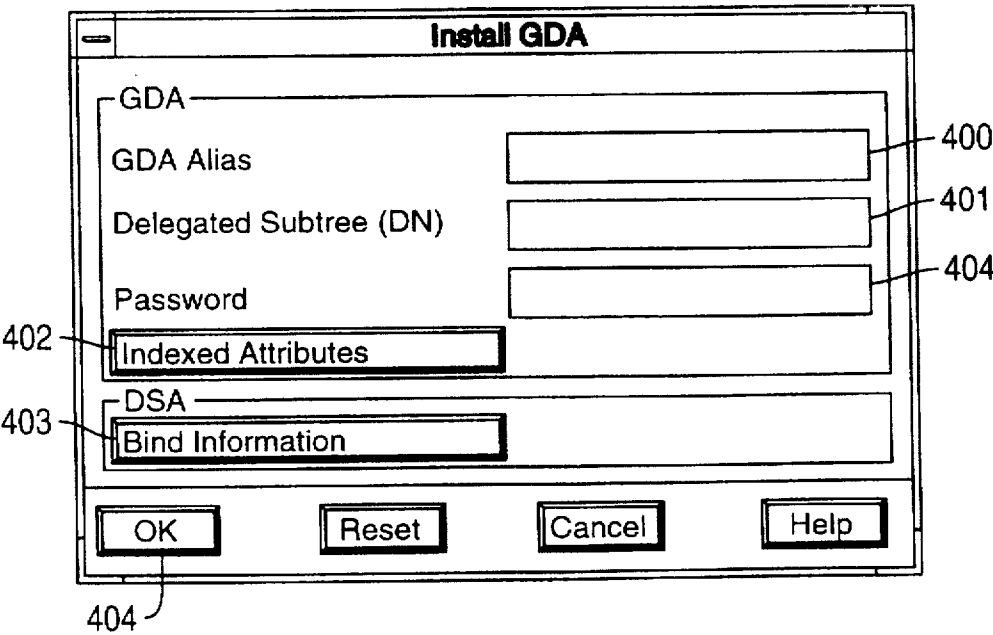 Install GDA
GDA
GDA Alias
400
Delegated Subtree (DN)
401
Password
404
402
Indexed Attributes
DSA
403
Bind Information
OK
Reset
Cancel
Help
404